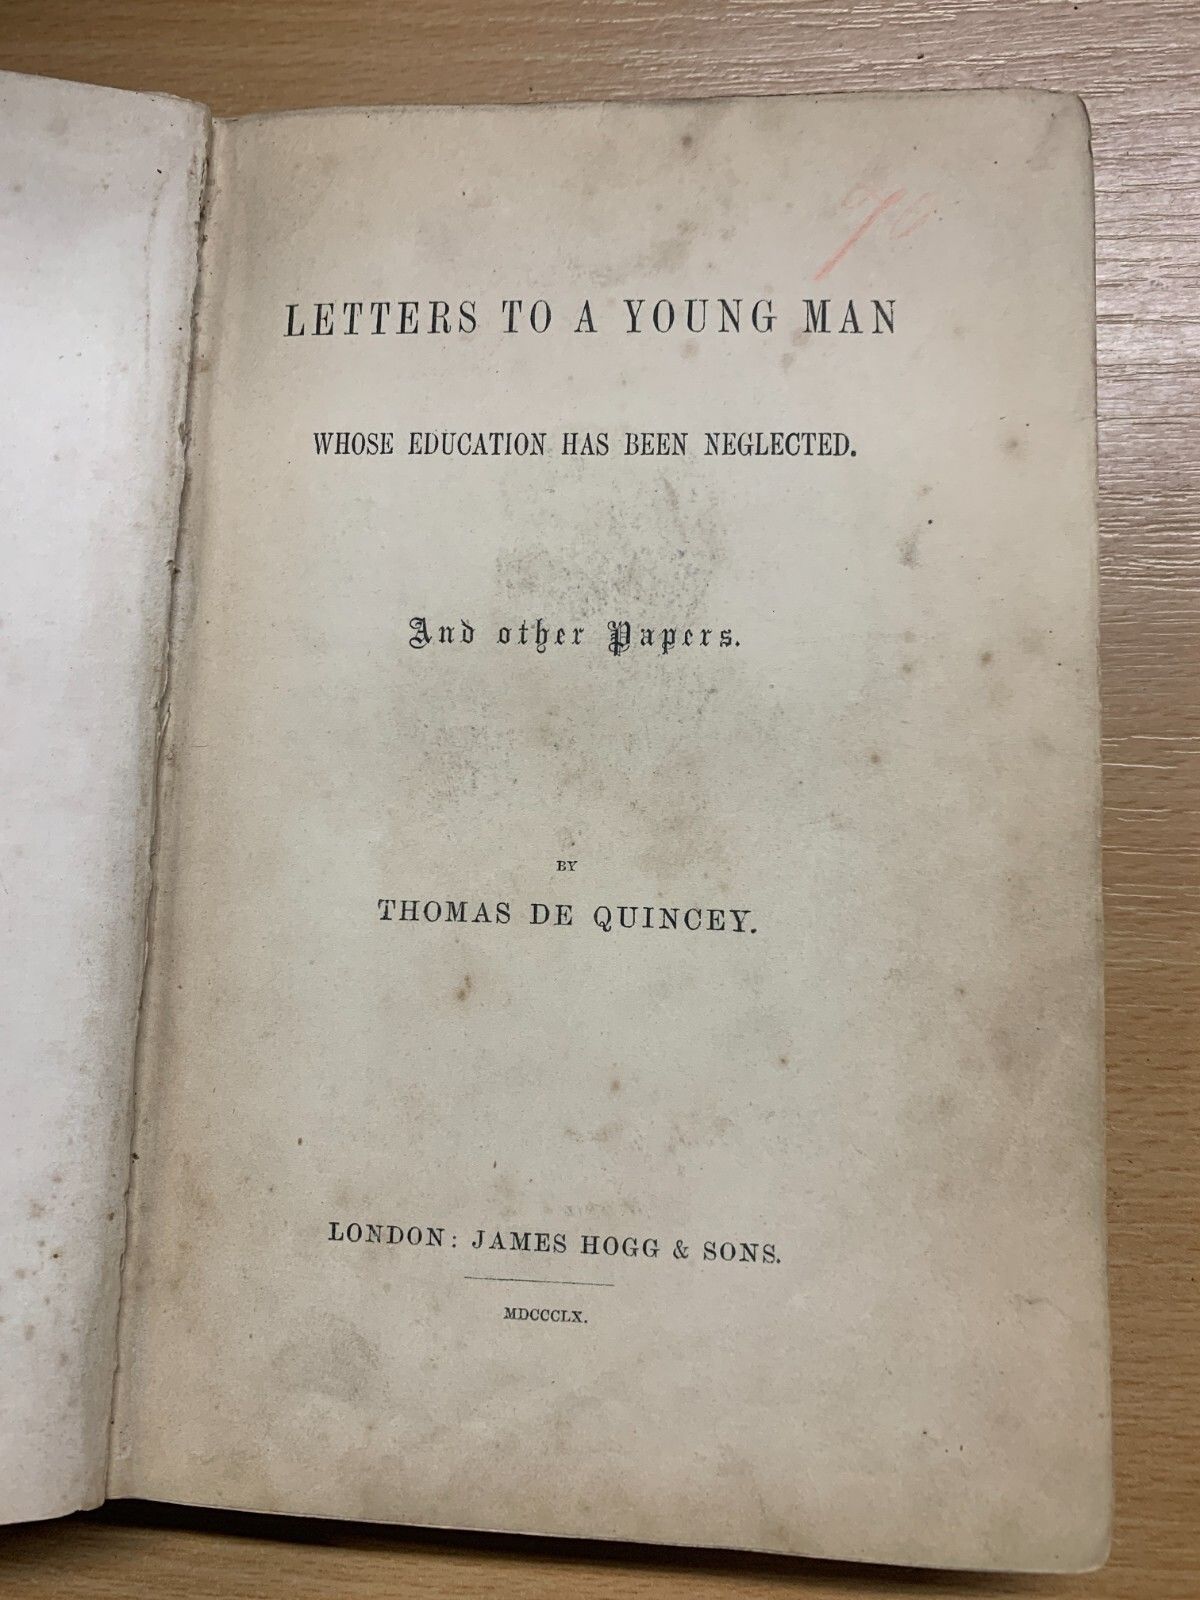 70
LETTERS TO A YOUNG MAN
WHOSE EDUCATION HAS BEEN NEGLECTED.
And other Papers.
BY
THOMAS DE QUINCEY.
LONDON: JAMES HOGG & SONS.
MDCCCLX.